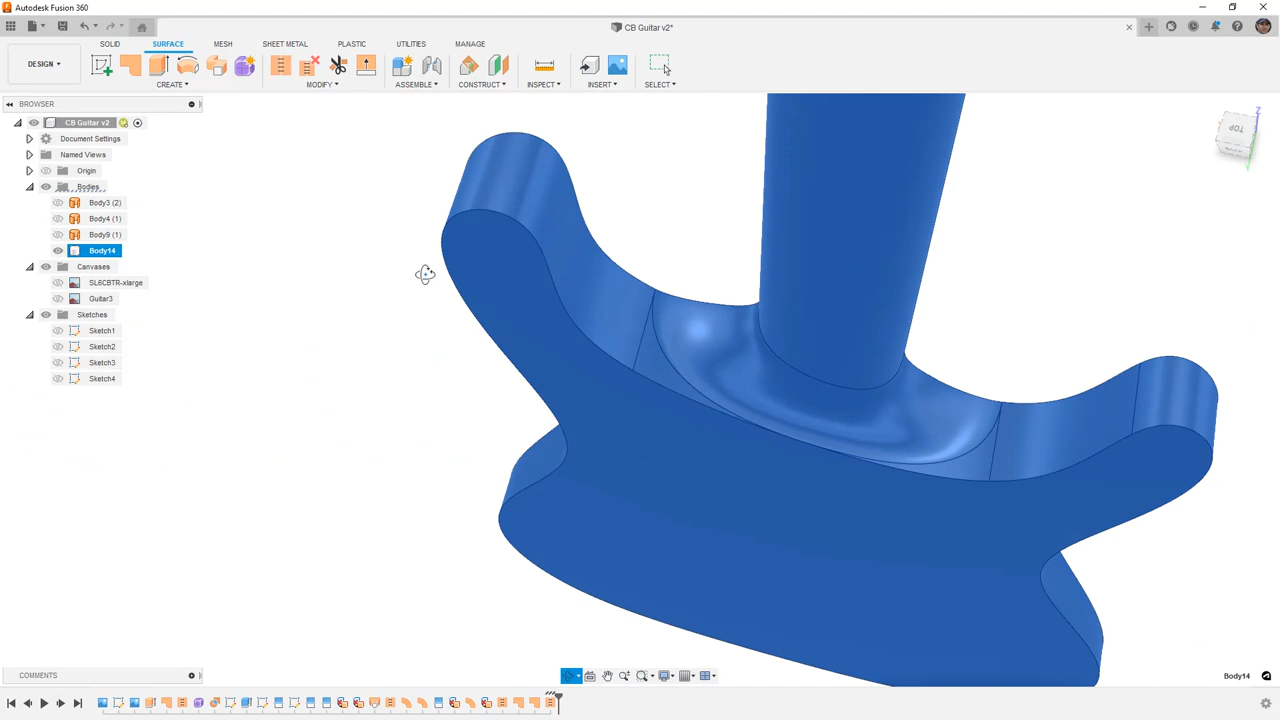 Autodesk Fusion 360
CB Guitar v2*
DESIGN
SOLID SURFACE MESH SHEET METAL PLASTIC UTILITIES MANAGE
CREATE MODIFY ASSEMBLE CONSTRUCT INSPECT INSERT SELECT
BROWSER
CB Guitar v2
Document Settings
Named Views
Origin
Bodies
Body3 (2)
Body4 (1)
Body9 (1)
Body14
Canvases
SL6CBTR-xlarge
Guitar3
Sketches
Sketch1
Sketch2
Sketch3
Sketch4
Z
TOP
COMMENTS
Body14